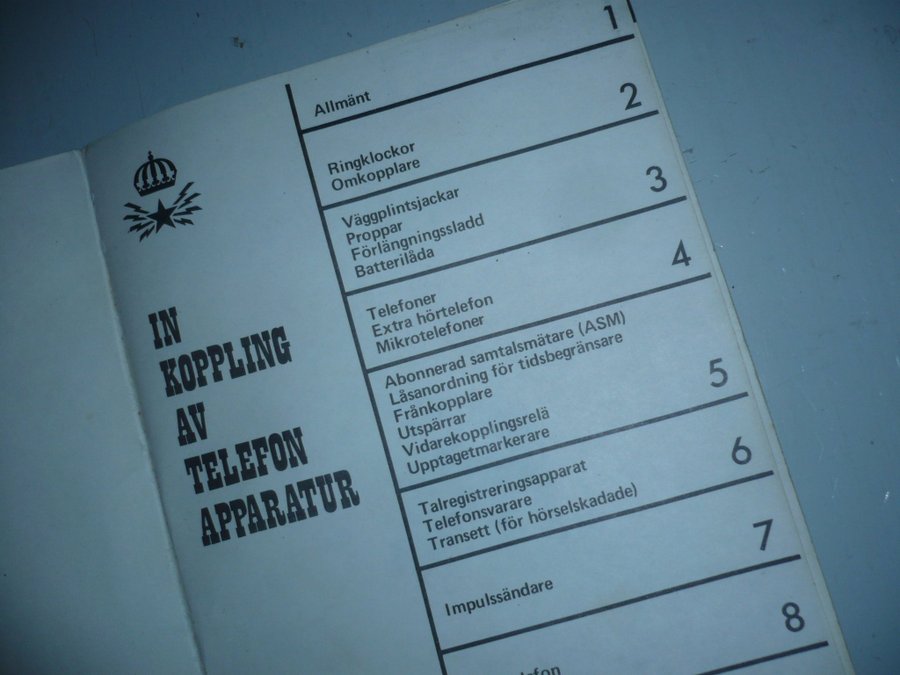 IN
KOPPLING
AV
TELEFON
APPARATUR
1
Allmänt
2
Ringklockor
Omkopplare
3
Väggplintsjackar
Proppar
Förlängningssladd
Batterilåda
4
Telefoner
Extra hörtelefon
Mikrotelefoner
5
Abonnerad samtalsmätare (ASM)
Låsanordning för tidsbegränsare
Frånkopplare
Utspärrar
Vidarekopplingsrelä
Upptagetmarkerare
6
Talregistreringsapparat
Telefonsvarare
Transett (för hörselskadade)
7
Impulssändare
8